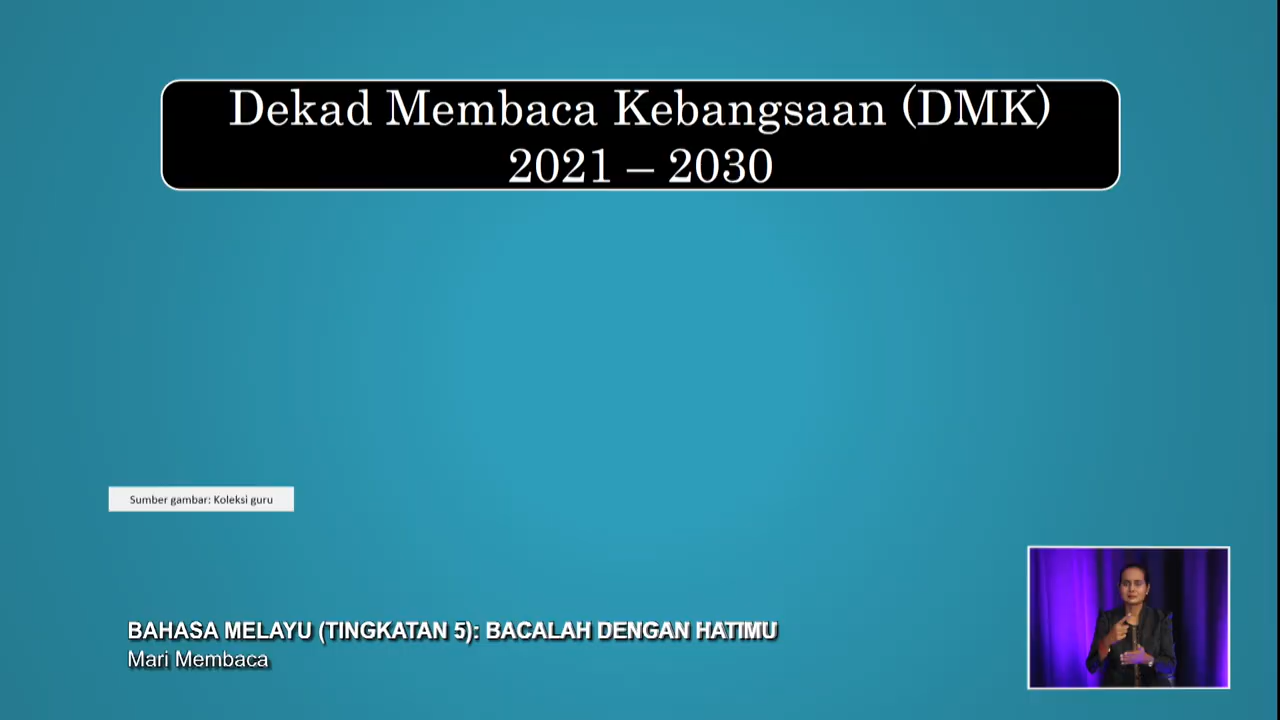 Dekad Membaca Kebangsaan (DMK)
2021 – 2030
Sumber gambar: Koleksi guru
BAHASA MELAYU (TINGKATAN 5): BACALAH DENGAN HATIMU
Mari Membaca